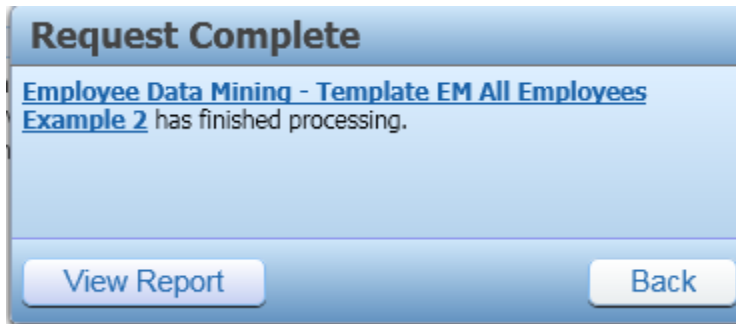 Request Complete
Employee Data Mining - Template EM All Employees
Example 2 has finished processing.
View Report
Back